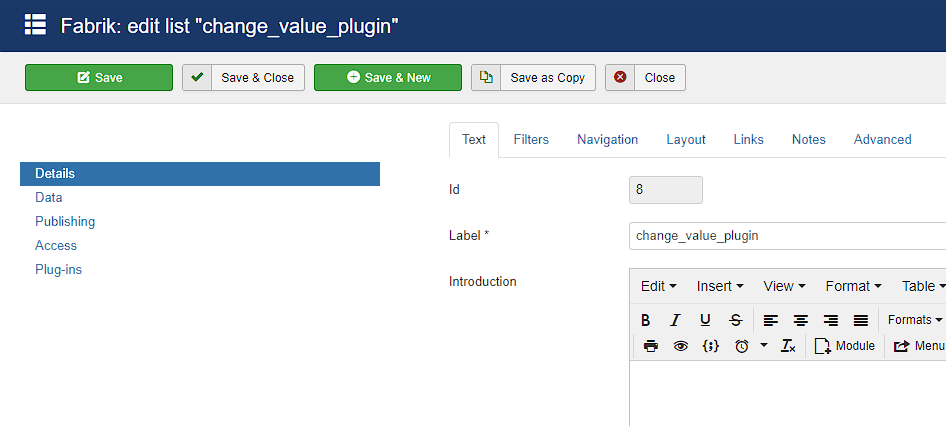 Fabrik: edit list "change_value_plugin"
Save Save & Close Save & New Save as Copy Close
Text Filters Navigation Layout Links Notes Advanced
Details
Data
Publishing
Access
Plug-ins
Id 8
Label * change_value_plugin
Introduction
Edit Insert View Format Table
B I U S Formats
Module Menu